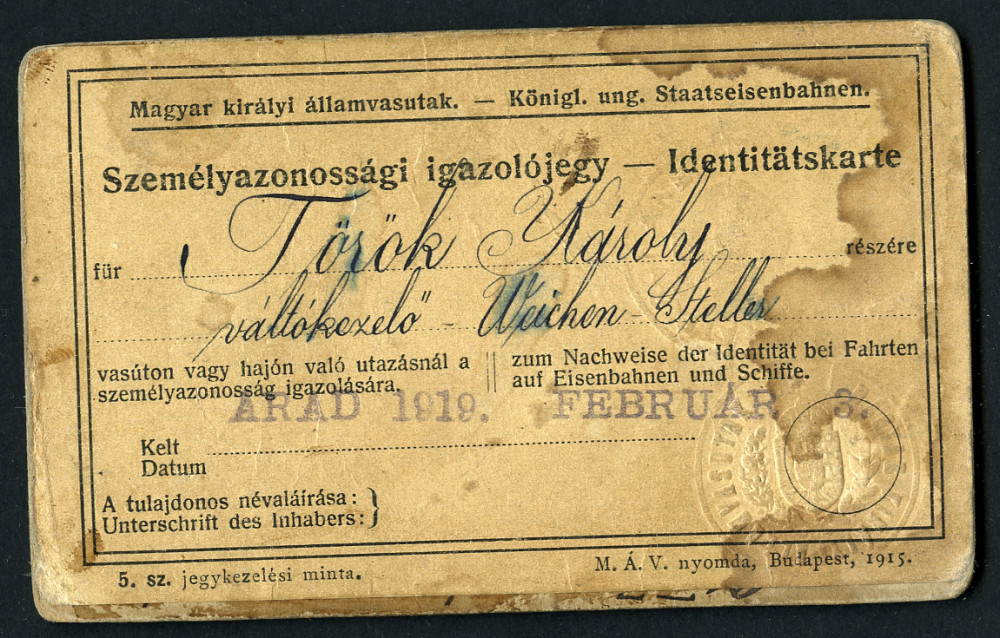 Magyar királyi államvasutak. — Königl. ung. Staatseisenbahnen.
Személyazonossági igazolójegy — Identitätskarte
für Török Károly részére
váltókezelő - Weichen-Steller
vasúton vagy hajón való utazásnál a személyazonosság igazolására.
zum Nachweise der Identität bei Fahrten auf Eisenbahnen und Schiffe.
ARAD 1919. FEBRUÁR 3.
Kelt
Datum
A tulajdonos névaláírása:
Unterschrift des Inhabers:
5. sz. jegykezelési minta.
M. Á. V. nyomda, Budapest, 1915.